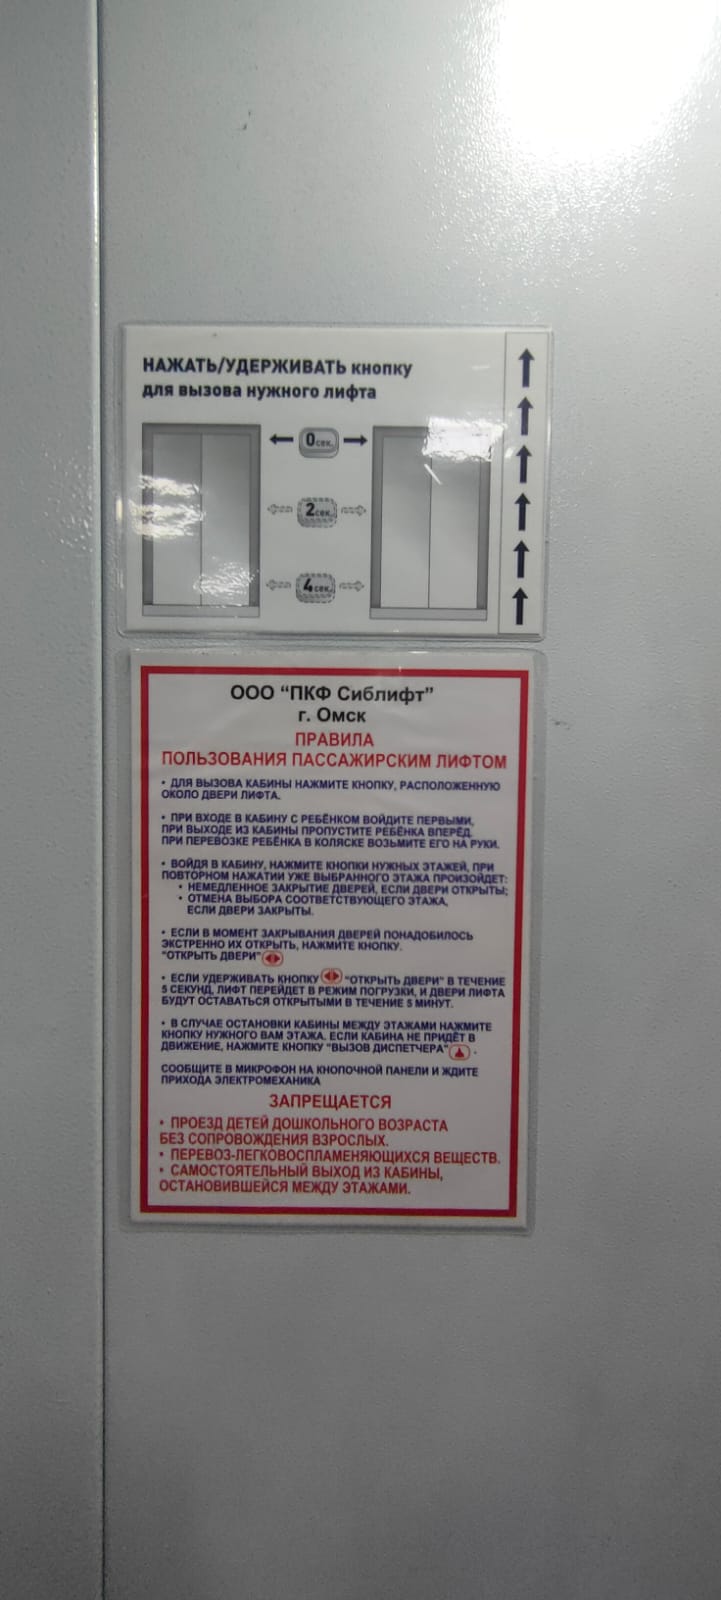 НАЖАТЬ/УДЕРЖИВАТЬ кнопку
для вызова нужного лифта
0 сек.
2 сек.
4 сек.
ООО “ПКФ Сиблифт”
г. Омск
ПРАВИЛА
ПОЛЬЗОВАНИЯ ПАССАЖИРСКИМ ЛИФТОМ
• ДЛЯ ВЫЗОВА КАБИНЫ НАЖМИТЕ КНОПКУ, РАСПОЛОЖЕННУЮ
ОКОЛО ДВЕРИ ЛИФТА.
• ПРИ ВХОДЕ В КАБИНУ С РЕБЁНКОМ ВОЙДИТЕ ПЕРВЫМИ,
ПРИ ВЫХОДЕ ИЗ КАБИНЫ ПРОПУСТИТЕ РЕБЁНКА ВПЕРЁД.
ПРИ ПЕРЕВОЗКЕ РЕБЁНКА В КОЛЯСКЕ ВОЗЬМИТЕ ЕГО НА РУКИ.
• ВОЙДЯ В КАБИНУ, НАЖМИТЕ КНОПКИ НУЖНЫХ ЭТАЖЕЙ, ПРИ
ПОВТОРНОМ НАЖАТИИ УЖЕ ВЫБРАННОГО ЭТАЖА ПРОИЗОЙДЕТ:
• НЕМЕДЛЕННОЕ ЗАКРЫТИЕ ДВЕРЕЙ, ЕСЛИ ДВЕРИ ОТКРЫТЫ;
• ОТМЕНА ВЫБОРА СООТВЕТСТВУЮЩЕГО ЭТАЖА,
ЕСЛИ ДВЕРИ ЗАКРЫТЫ.
• ЕСЛИ В МОМЕНТ ЗАКРЫВАНИЯ ДВЕРЕЙ ПОНАДОБИЛОСЬ
ЭКСТРЕННО ИХ ОТКРЫТЬ, НАЖМИТЕ КНОПКУ.
“ОТКРЫТЬ ДВЕРИ”
• ЕСЛИ УДЕРЖИВАТЬ КНОПКУ “ОТКРЫТЬ ДВЕРИ” В ТЕЧЕНИЕ
5 СЕКУНД, ЛИФТ ПЕРЕЙДЕТ В РЕЖИМ ПОГРУЗКИ, И ДВЕРИ ЛИФТА
БУДУТ ОСТАВАТЬСЯ ОТКРЫТЫМИ В ТЕЧЕНИЕ 5 МИНУТ.
• В СЛУЧАЕ ОСТАНОВКИ КАБИНЫ МЕЖДУ ЭТАЖАМИ НАЖМИТЕ
КНОПКУ НУЖНОГО ВАМ ЭТАЖА. ЕСЛИ КАБИНА НЕ ПРИДЁТ В
ДВИЖЕНИЕ, НАЖМИТЕ КНОПКУ “ВЫЗОВ ДИСПЕТЧЕРА” .
СООБЩИТЕ В МИКРОФОН НА КНОПОЧНОЙ ПАНЕЛИ И ЖДИТЕ
ПРИХОДА ЭЛЕКТРОМЕХАНИКА
ЗАПРЕЩАЕТСЯ
• ПРОЕЗД ДЕТЕЙ ДОШКОЛЬНОГО ВОЗРАСТА
БЕЗ СОПРОВОЖДЕНИЯ ВЗРОСЛЫХ.
• ПЕРЕВОЗ-ЛЕГКОВОСПЛАМЕНЯЮЩИХСЯ ВЕЩЕСТВ.
• САМОСТОЯТЕЛЬНЫЙ ВЫХОД ИЗ КАБИНЫ,
ОСТАНОВИВШЕЙСЯ МЕЖДУ ЭТАЖАМИ.